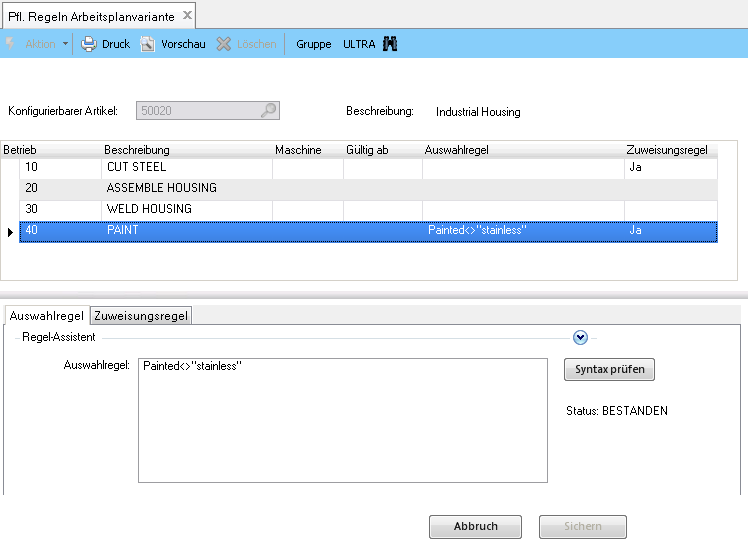 Pfl. Regeln Arbeitsplanvariante
Aktion Druck Vorschau Löschen Gruppe ULTRA
Konfigurierbarer Artikel: 50020 Beschreibung: Industrial Housing
Betrieb Beschreibung Maschine Gültig ab Auswahlregel Zuweisungsregel
10 CUT STEEL Ja
20 ASSEMBLE HOUSING
30 WELD HOUSING
40 PAINT Painted<>"stainless" Ja
Auswahlregel Zuweisungsregel
Regel-Assistent
Auswahlregel: Painted<>"stainless" Syntax prüfen
Status: BESTANDEN
Abbruch Sichern